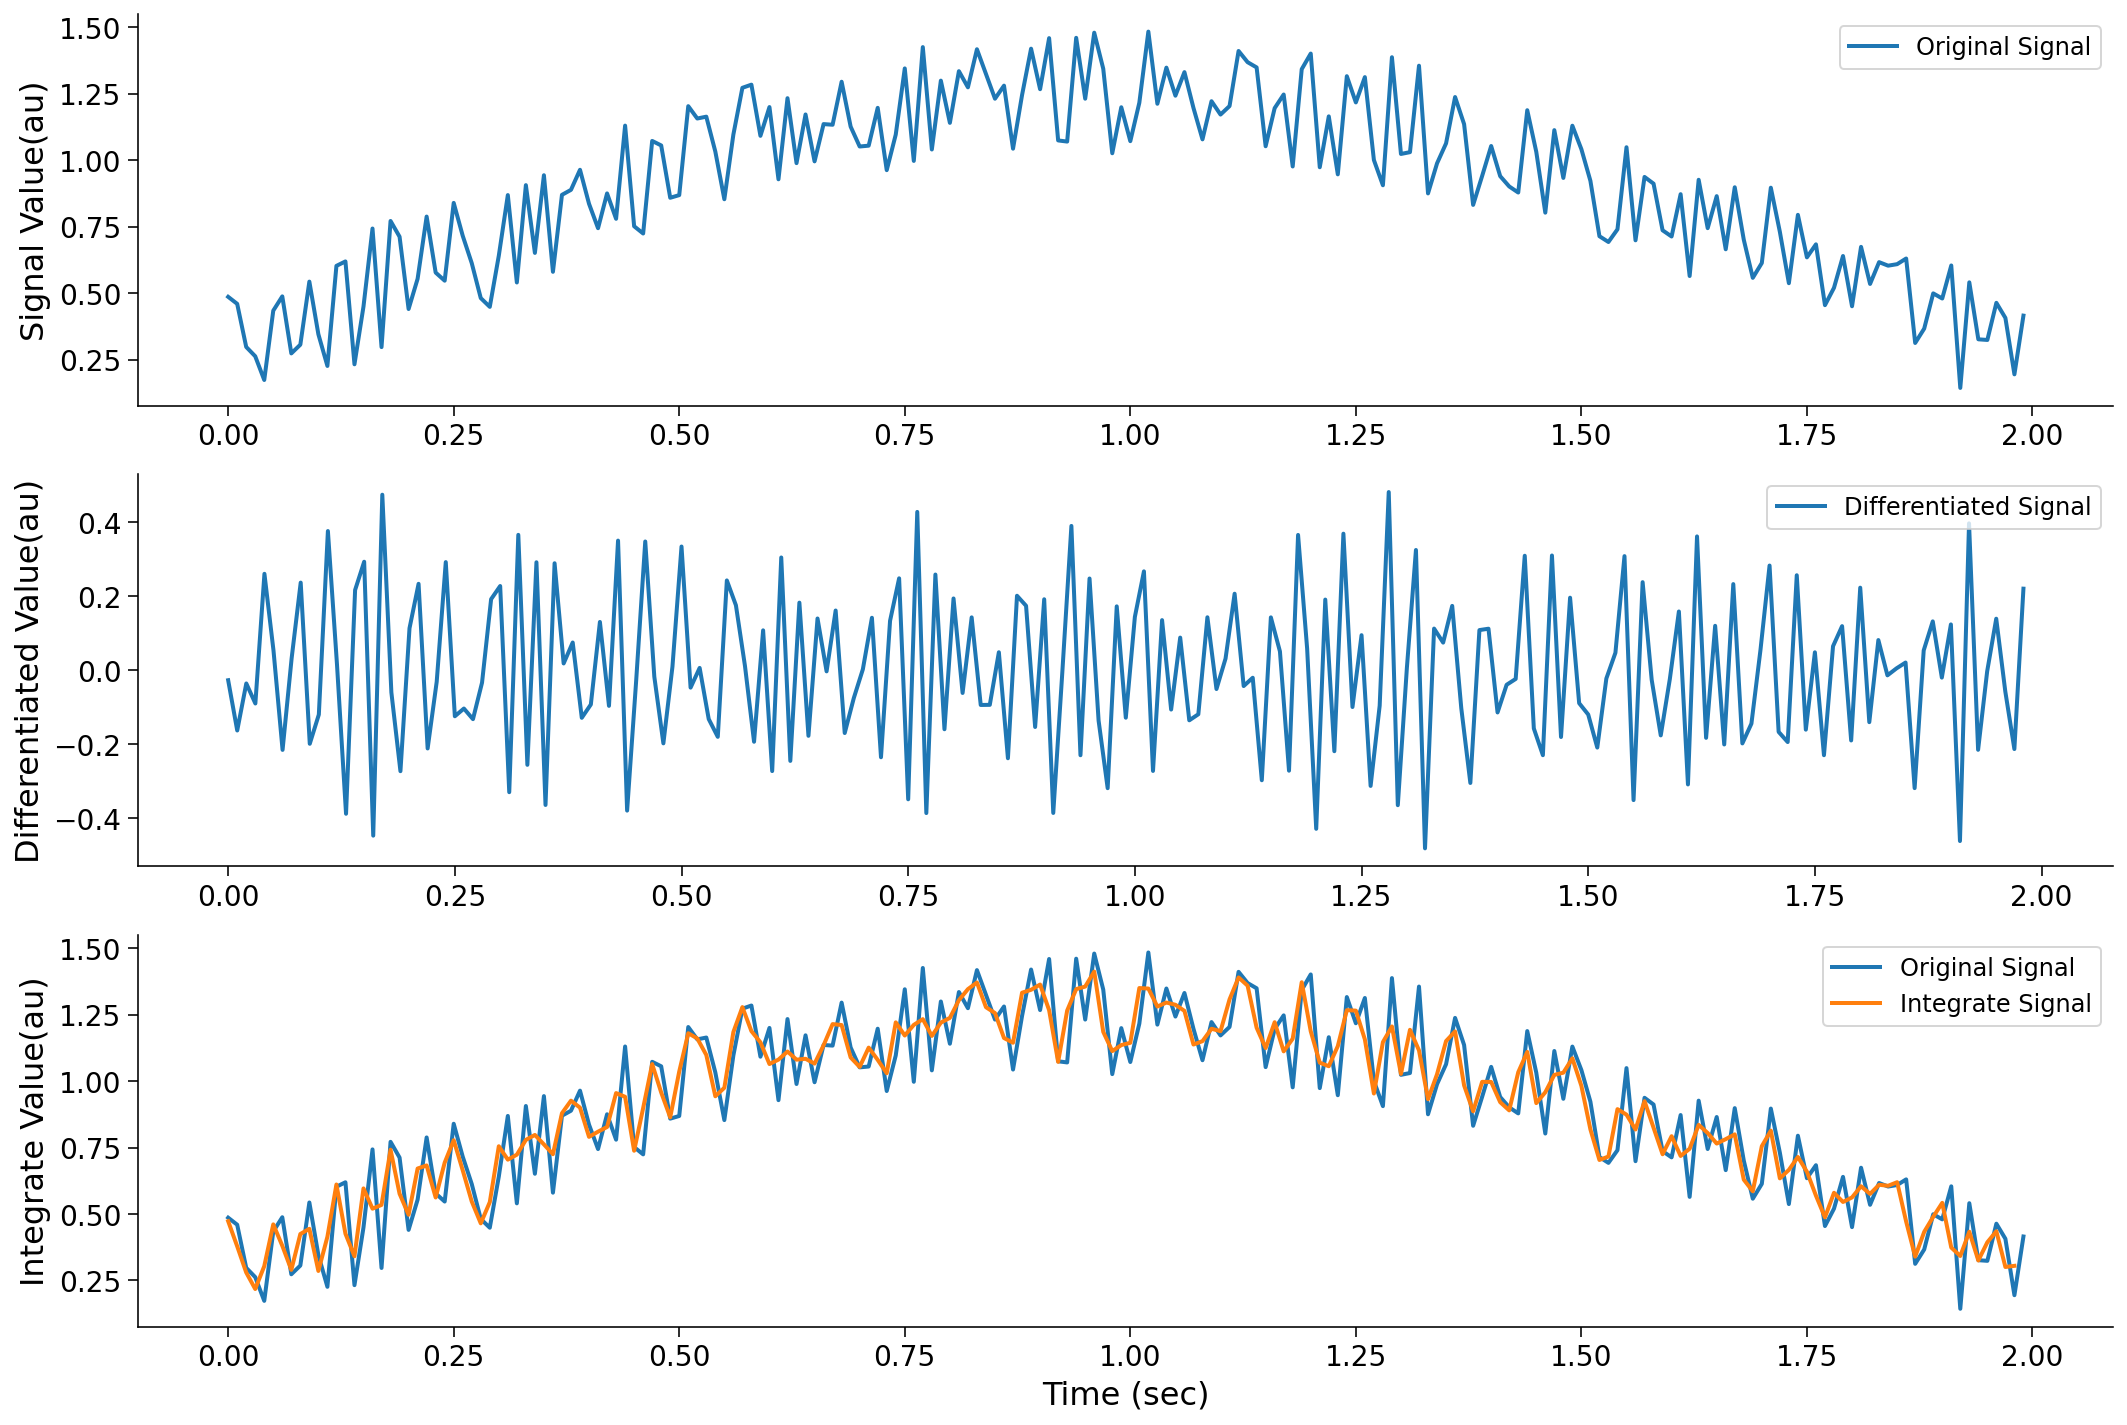 Signal Value(au)
1.50
1.25
1.00
0.75
0.50
0.25
Original Signal
0.00 0.25 0.50 0.75 1.00 1.25 1.50 1.75 2.00
Differentiated Value(au)
0.4
0.2
0.0
−0.2
−0.4
Differentiated Signal
0.00 0.25 0.50 0.75 1.00 1.25 1.50 1.75 2.00
Integrate Value(au)
1.50
1.25
1.00
0.75
0.50
0.25
Original Signal
Integrate Signal
0.00 0.25 0.50 0.75 1.00 1.25 1.50 1.75 2.00
Time (sec)